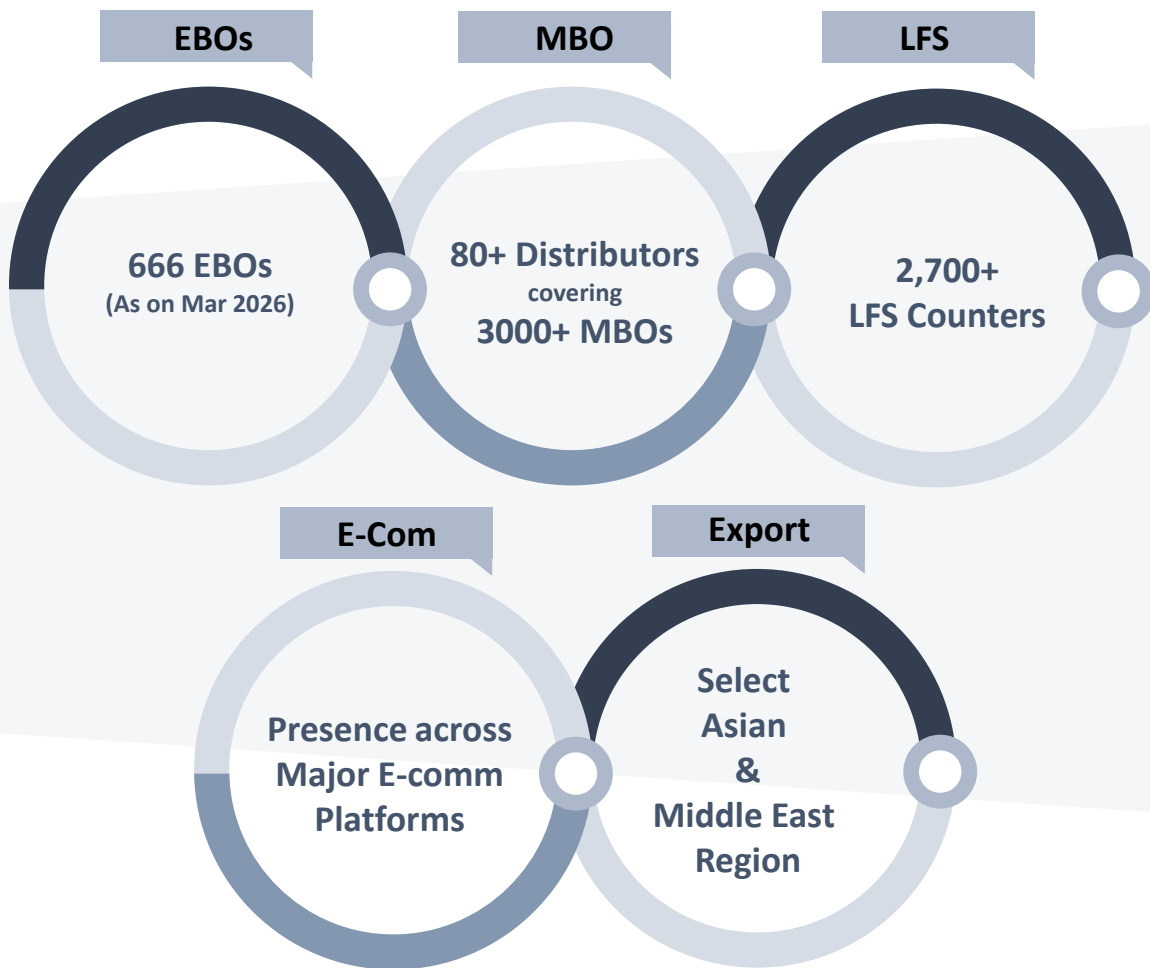 EBOs
MBO
LFS
666 EBOs
(As on Mar 2026)
80+ Distributors
covering
3000+ MBOs
2,700+
LFS Counters
E-Com
Export
Presence across
Major E-comm
Platforms
Select
Asian
&
Middle East
Region